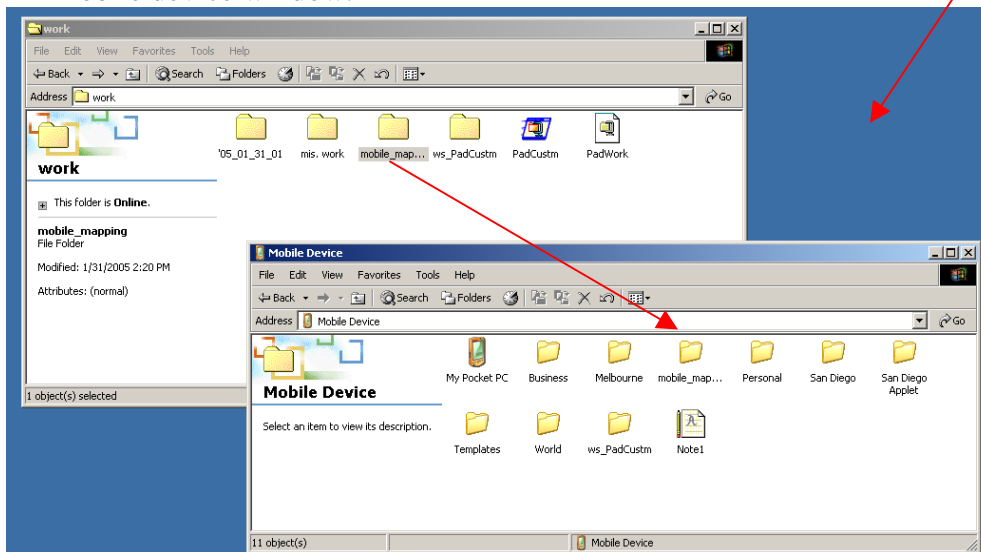 work
File Edit View Favorites Tools Help
Back Search Folders
Address work Go
'05_01_31_01 mis. work mobile_map... ws_PadCustm PadCustm PadWork
work
This folder is Online.
mobile_mapping
File Folder
Modified: 1/31/2005 2:20 PM
Attributes: (normal)
1 object(s) selected
Mobile Device
File Edit View Favorites Tools Help
Back Search Folders
Address Mobile Device Go
My Pocket PC Business Melbourne mobile_map... Personal San Diego San Diego
Applet
Mobile Device
Select an item to view its description.
Templates World ws_PadCustm Note1
11 object(s) Mobile Device